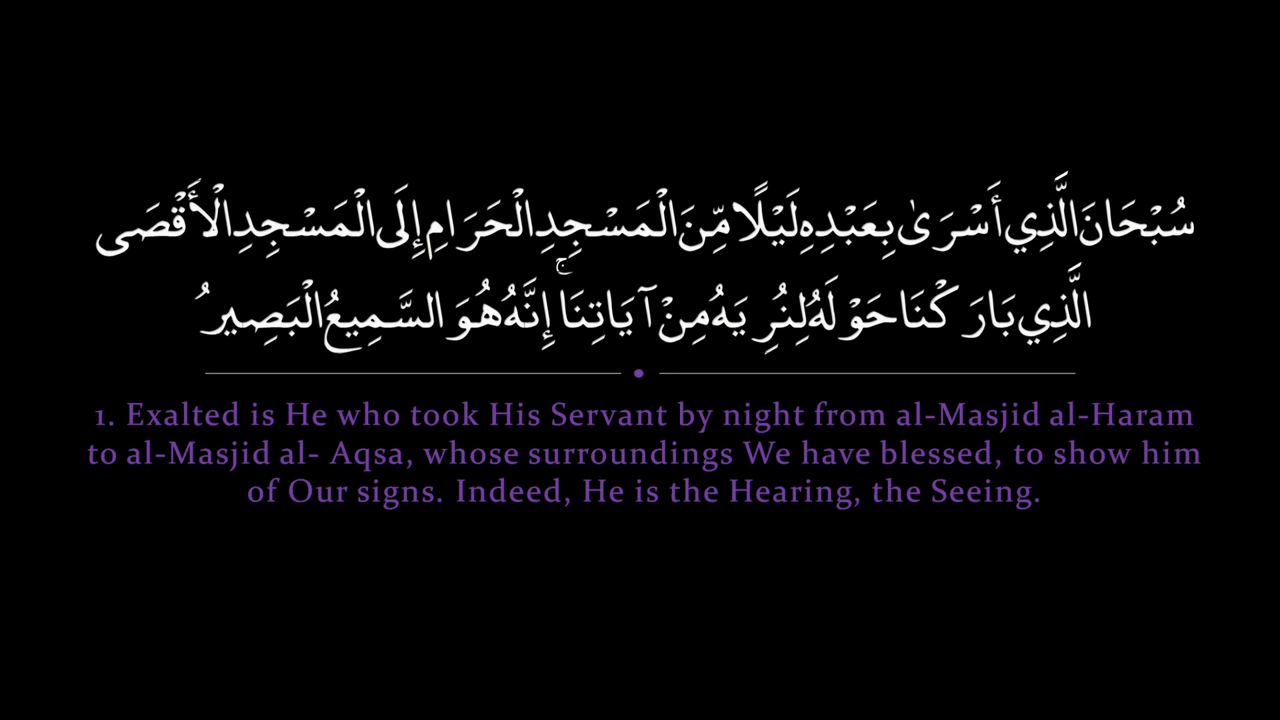 سُبْحَانَ الَّذِي أَسْرَىٰ بِعَبْدِهِ لَيْلًا مِّنَ الْمَسْجِدِ الْحَرَامِ إِلَى الْمَسْجِدِ الْأَقْصَى
الَّذِي بَارَكْنَا حَوْلَهُ لِنُرِيَهُ مِنْ آيَاتِنَا ۚ إِنَّهُ هُوَ السَّمِيعُ الْبَصِيرُ
1. Exalted is He who took His Servant by night from al-Masjid al-Haram
to al-Masjid al- Aqsa, whose surroundings We have blessed, to show him
of Our signs. Indeed, He is the Hearing, the Seeing.